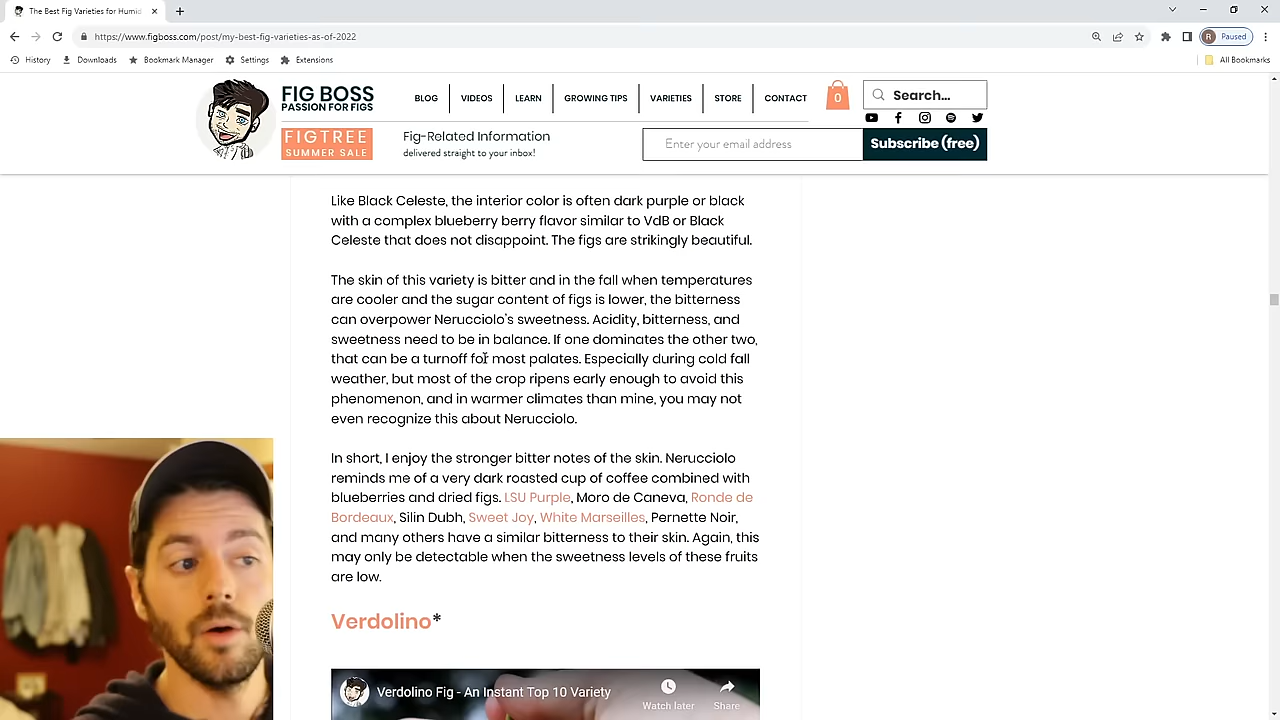 The Best Fig Varieties for Humid
https://www.figboss.com/post/my-best-fig-varieties-as-of-2022
R Paused
History Downloads Bookmark Manager Settings Extensions All Bookmarks
FIG BOSS
PASSION FOR FIGS
BLOG VIDEOS LEARN GROWING TIPS VARIETIES STORE CONTACT
0
Search...
FIGTREE
SUMMER SALE
Fig-Related Information
delivered straight to your inbox!
Enter your email address
Subscribe (free)
Like Black Celeste, the interior color is often dark purple or black
with a complex blueberry berry flavor similar to VdB or Black
Celeste that does not disappoint. The figs are strikingly beautiful.
The skin of this variety is bitter and in the fall when temperatures
are cooler and the sugar content of figs is lower, the bitterness
can overpower Nerucciolo's sweetness. Acidity, bitterness, and
sweetness need to be in balance. If one dominates the other two,
that can be a turnoff for most palates. Especially during cold fall
weather, but most of the crop ripens early enough to avoid this
phenomenon, and in warmer climates than mine, you may not
even recognize this about Nerucciolo.
In short, I enjoy the stronger bitter notes of the skin. Nerucciolo
reminds me of a very dark roasted cup of coffee combined with
blueberries and dried figs. LSU Purple, Moro de Caneva, Ronde de
Bordeaux, Silin Dubh, Sweet Joy, White Marseilles, Pernette Noir,
and many others have a similar bitterness to their skin. Again, this
may only be detectable when the sweetness levels of these fruits
are low.
Verdolino*
Verdolino Fig - An Instant Top 10 Variety
Watch later
Share